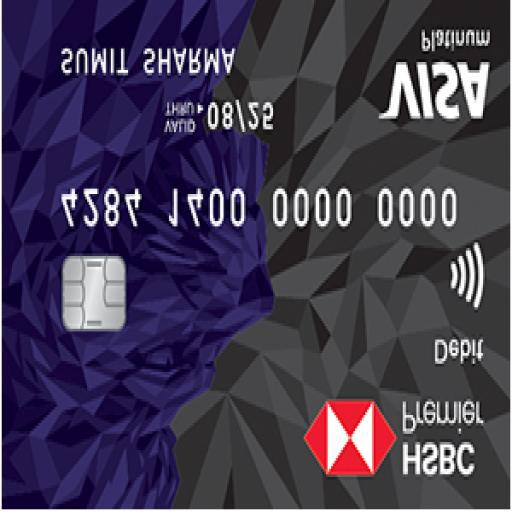 HSBC
Premier
Debit
4284 1400 0000 0000
VALID
THRU 08/25
VISA
SUMIT SHARMA
Platinum